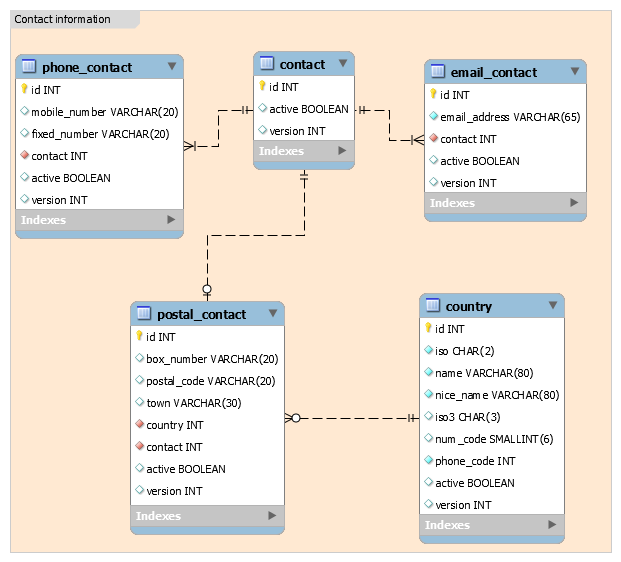 Contact information
phone_contact
id INT
mobile_number VARCHAR(20)
fixed_number VARCHAR(20)
contact INT
active BOOLEAN
version INT
Indexes
contact
id INT
active BOOLEAN
version INT
Indexes
email_contact
id INT
email_address VARCHAR(65)
contact INT
active BOOLEAN
version INT
Indexes
postal_contact
id INT
box_number VARCHAR(20)
postal_code VARCHAR(20)
town VARCHAR(30)
country INT
contact INT
active BOOLEAN
version INT
Indexes
country
id INT
iso CHAR(2)
name VARCHAR(80)
nice_name VARCHAR(80)
iso3 CHAR(3)
num_code SMALLINT(6)
phone_code INT
active BOOLEAN
version INT
Indexes